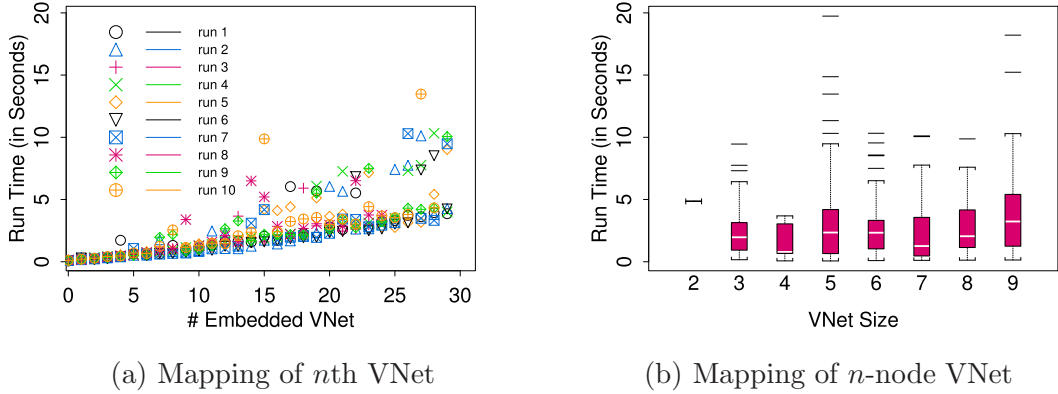 Run Time (in Seconds)
20
15
10
5
0
run 1
run 2
run 3
run 4
run 5
run 6
run 7
run 8
run 9
run 10
0 5 10 15 20 25 30
# Embedded VNet
(a) Mapping of nth VNet
Run Time (in Seconds)
20
15
10
5
0
2 3 4 5 6 7 8 9
VNet Size
(b) Mapping of n-node VNet